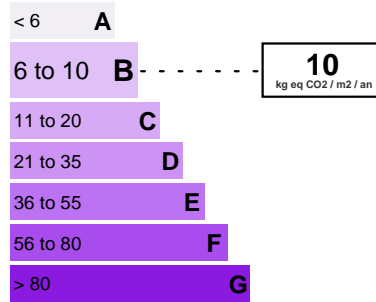 < 6 A
6 to 10 B
10
kg eq CO2 / m2 / an
11 to 20 C
21 to 35 D
36 to 55 E
56 to 80 F
> 80 G